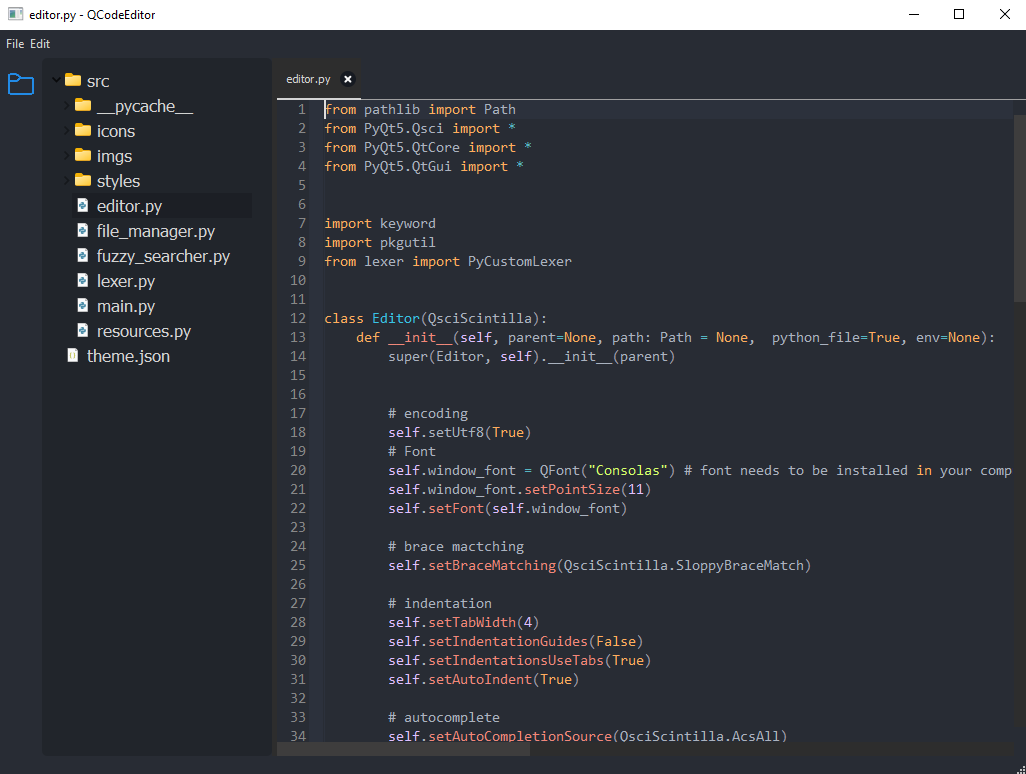 editor.py - QCodeEditor
File Edit
src
__pycache__
icons
imgs
styles
editor.py
file_manager.py
fuzzy_searcher.py
lexer.py
main.py
resources.py
theme.json
editor.py
1 from pathlib import Path
2 from PyQt5.Qsci import *
3 from PyQt5.QtCore import *
4 from PyQt5.QtGui import *
5
6
7 import keyword
8 import pkgutil
9 from lexer import PyCustomLexer
10
11
12 class Editor(QsciScintilla):
13     def __init__(self, parent=None, path: Path = None,  python_file=True, env=None):
14         super(Editor, self).__init__(parent)
15
16
17         # encoding
18         self.setUtf8(True)
19         # Font
20         self.window_font = QFont("Consolas") # font needs to be installed in your comp
21         self.window_font.setPointSize(11)
22         self.setFont(self.window_font)
23
24         # brace mactching
25         self.setBraceMatching(QsciScintilla.SloppyBraceMatch)
26
27         # indentation
28         self.setTabWidth(4)
29         self.setIndentationGuides(False)
30         self.setIndentationsUseTabs(True)
31         self.setAutoIndent(True)
32
33         # autocomplete
34         self.setAutoCompletionSource(QsciScintilla.AcsAll)